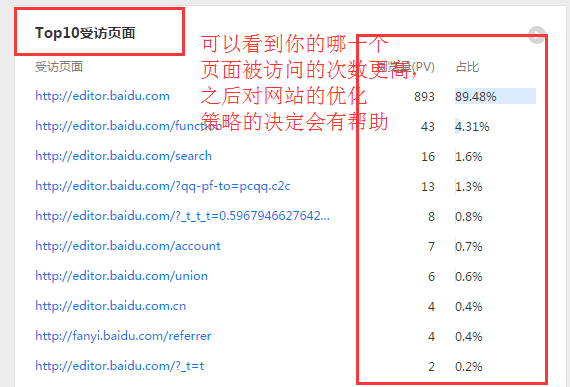 Top10受访页面
可以看到你的哪一个
页面被访问的次数更高，
之后对网站的优化
策略的决定会有帮助
受访页面 浏览量(PV) 占比
http://editor.baidu.com 893 89.48%
http://editor.baidu.com/function 43 4.31%
http://editor.baidu.com/search 16 1.6%
http://editor.baidu.com/?qq-pf-to=pcqq.c2c 13 1.3%
http://editor.baidu.com/?_t_t_t=0.5967946627642... 8 0.8%
http://editor.baidu.com/account 7 0.7%
http://editor.baidu.com/union 6 0.6%
http://editor.baidu.com.cn 4 0.4%
http://fanyi.baidu.com/referrer 4 0.4%
http://editor.baidu.com/?_t=t 2 0.2%